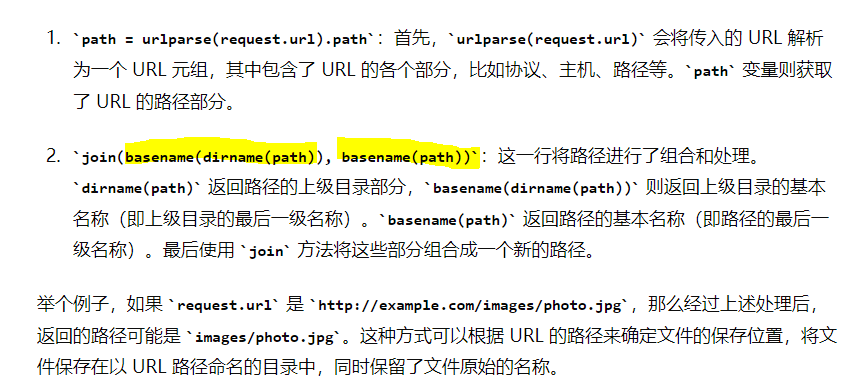 1. `path = urlparse(request.url).path`：首先，`urlparse(request.url)` 会将传入的 URL 解析
为一个 URL 元组，其中包含了 URL 的各个部分，比如协议、主机、路径等。`path` 变量则获取
了 URL 的路径部分。
2. `join(basename(dirname(path)), basename(path))`：这一行将路径进行了组合和处理。
`dirname(path)` 返回路径的上级目录部分，`basename(dirname(path))` 则返回上级目录的基本
名称（即上级目录的最后一级名称）。`basename(path)` 返回路径的基本名称（即路径的最后一
级名称）。最后使用 `join` 方法将这些部分组合成一个新的路径。
举个例子，如果 `request.url` 是 `http://example.com/images/photo.jpg`，那么经过上述处理后，
返回的路径可能是 `images/photo.jpg`。这种方式可以根据 URL 的路径来确定文件的保存位置，将文
件保存在以 URL 路径命名的目录中，同时保留了文件原始的名称。